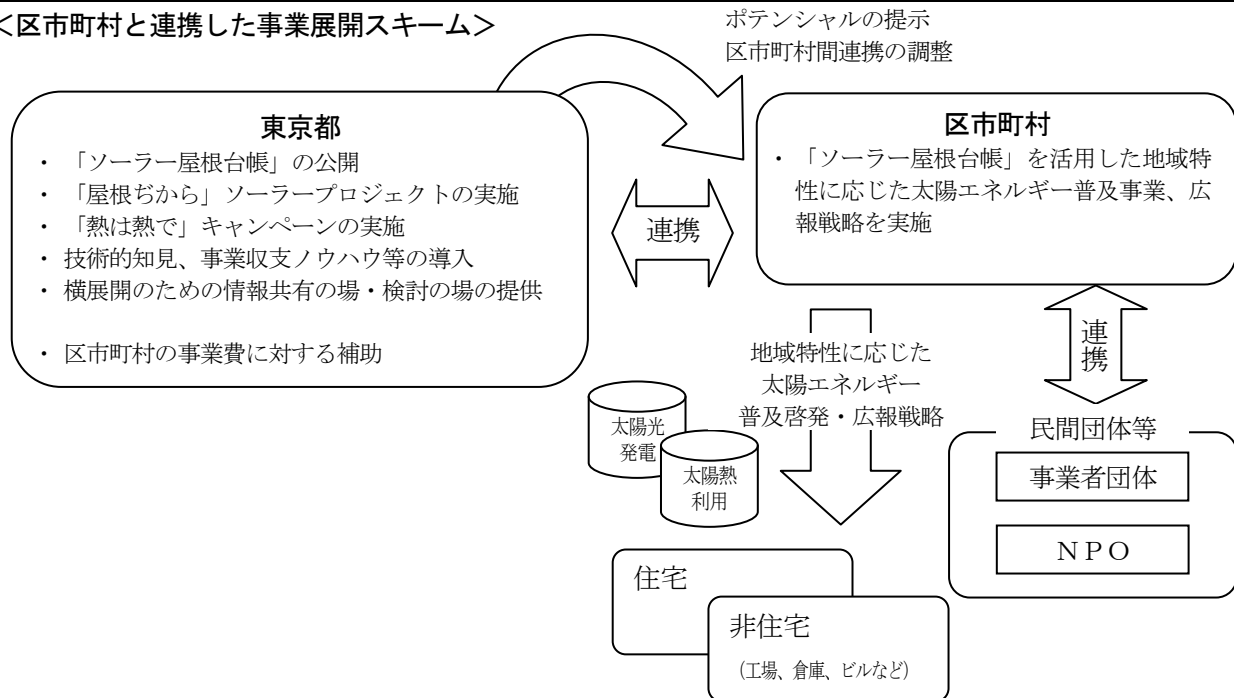 ＜区市町村と連携した事業展開スキーム＞
ポテンシャルの提示
区市町村間連携の調整
東京都
・ 「ソーラー屋根台帳」の公開
・ 「屋根ぢから」ソーラープロジェクトの実施
・ 「熱は熱で」キャンペーンの実施
・ 技術的知見、事業収支ノウハウ等の導入
・ 横展開のための情報共有の場・検討の場の提供
・ 区市町村の事業費に対する補助
連携
区市町村
・ 「ソーラー屋根台帳」を活用した地域特
性に応じた太陽エネルギー普及事業、広
報戦略を実施
地域特性に応じた
太陽エネルギー
普及啓発・広報戦略
連
携
太陽光
発電
太陽熱
利用
民間団体等
事業者団体
ＮＰＯ
住宅
非住宅
（工場、倉庫、ビルなど）